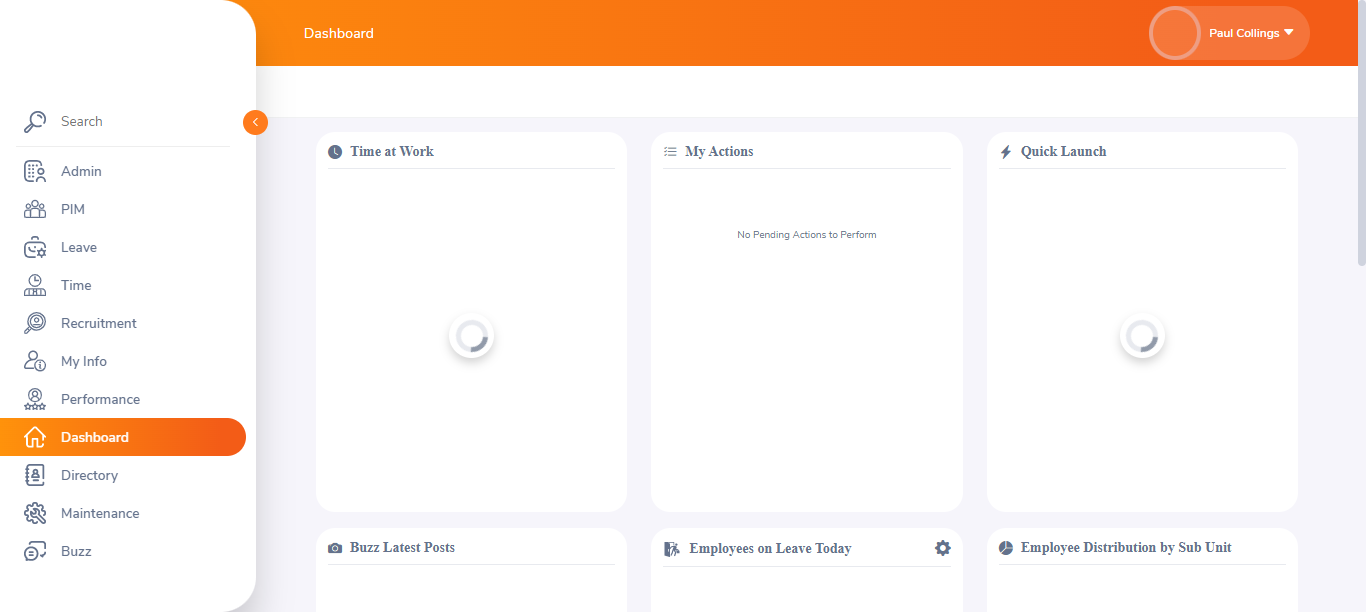 Dashboard
Paul Collings
Search
Admin
PIM
Leave
Time
Recruitment
My Info
Performance
Dashboard
Directory
Maintenance
Buzz
Time at Work
My Actions
Quick Launch
No Pending Actions to Perform
Buzz Latest Posts
Employees on Leave Today
Employee Distribution by Sub Unit